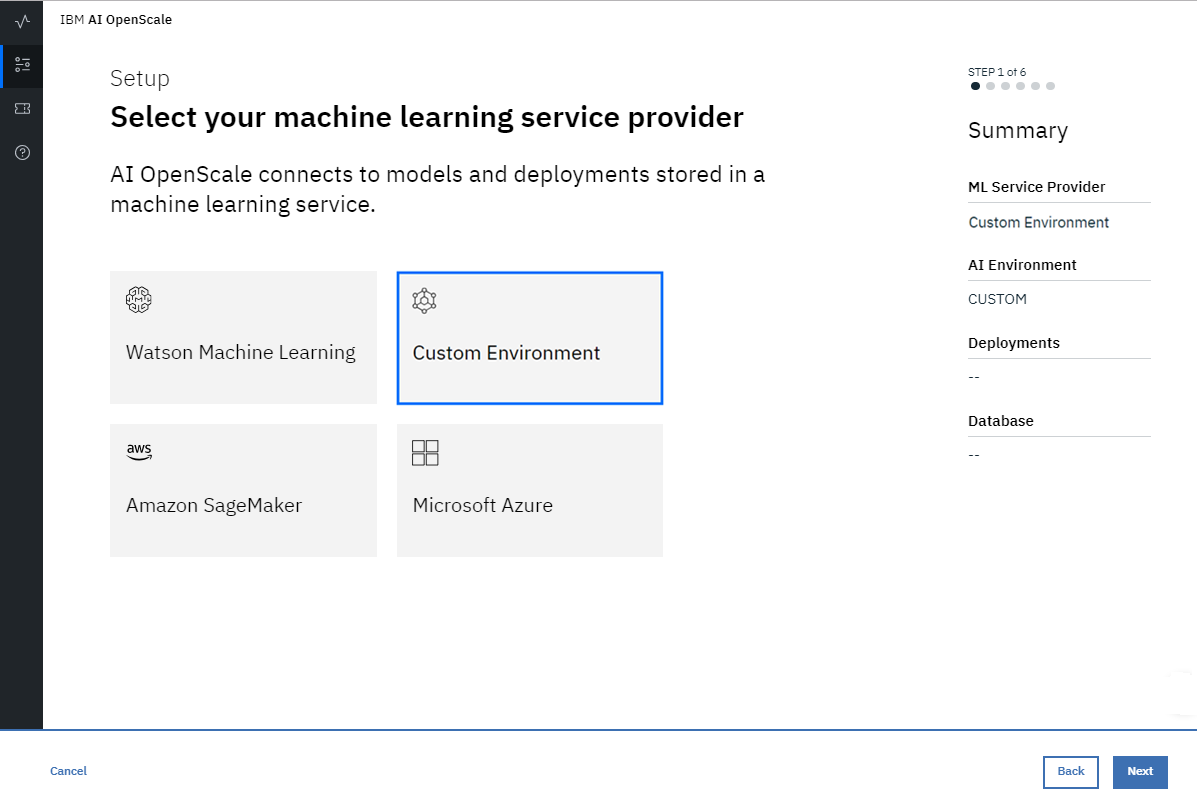 IBM AI OpenScale
Setup
Select your machine learning service provider
AI OpenScale connects to models and deployments stored in a
machine learning service.
Watson Machine Learning
Custom Environment
aws
Amazon SageMaker
Microsoft Azure
STEP 1 of 6
Summary
ML Service Provider
Custom Environment
AI Environment
CUSTOM
Deployments
--
Database
--
Cancel
Back
Next